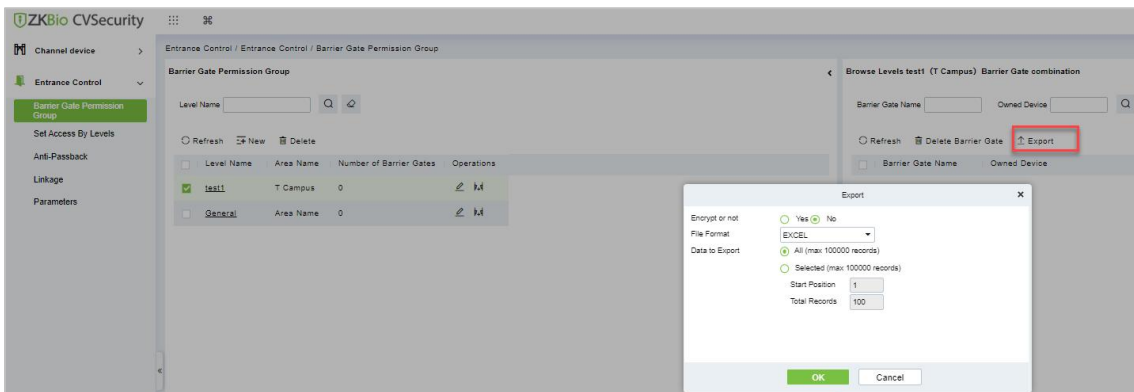 ZKBio CVSecurity
Channel device
Entrance Control
Barrier Gate Permission
Group
Set Access By Levels
Anti-Passback
Linkage
Parameters
Entrance Control / Entrance Control / Barrier Gate Permission Group
Barrier Gate Permission Group
Level Name
Refresh New Delete
Level Name Area Name Number of Barrier Gates Operations
test1 T Campus 0
General Area Name 0
Browse Levels test1 (T Campus) Barrier Gate combination
Barrier Gate Name Owned Device
Refresh Delete Barrier Gate Export
Barrier Gate Name Owned Device
Export
Encrypt or not Yes No
File Format EXCEL
Data to Export All (max 100000 records)
Selected (max 100000 records)
Start Position 1
Total Records 100
OK Cancel